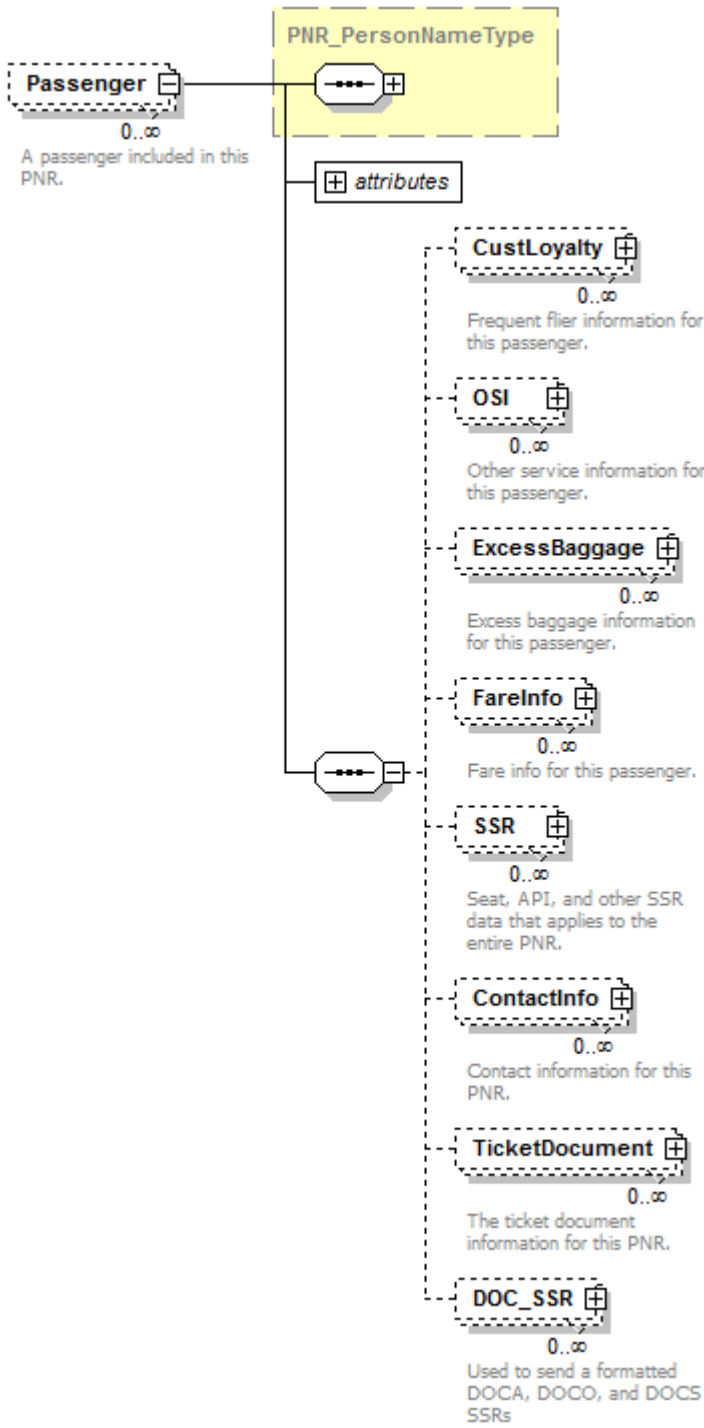 PNR_PersonNameType
Passenger
0..∞
A passenger included in this
PNR.
attributes
CustLoyalty
0..∞
Frequent flier information for
this passenger.
OSI
0..∞
Other service information for
this passenger.
ExcessBaggage
0..∞
Excess baggage information
for this passenger.
FareInfo
0..∞
Fare info for this passenger.
SSR
0..∞
Seat, API, and other SSR
data that applies to the
entire PNR.
ContactInfo
0..∞
Contact information for this
PNR.
TicketDocument
0..∞
The ticket document
information for this PNR.
DOC_SSR
0..∞
Used to send a formatted
DOCA, DOCO, and DOCS
SSRs